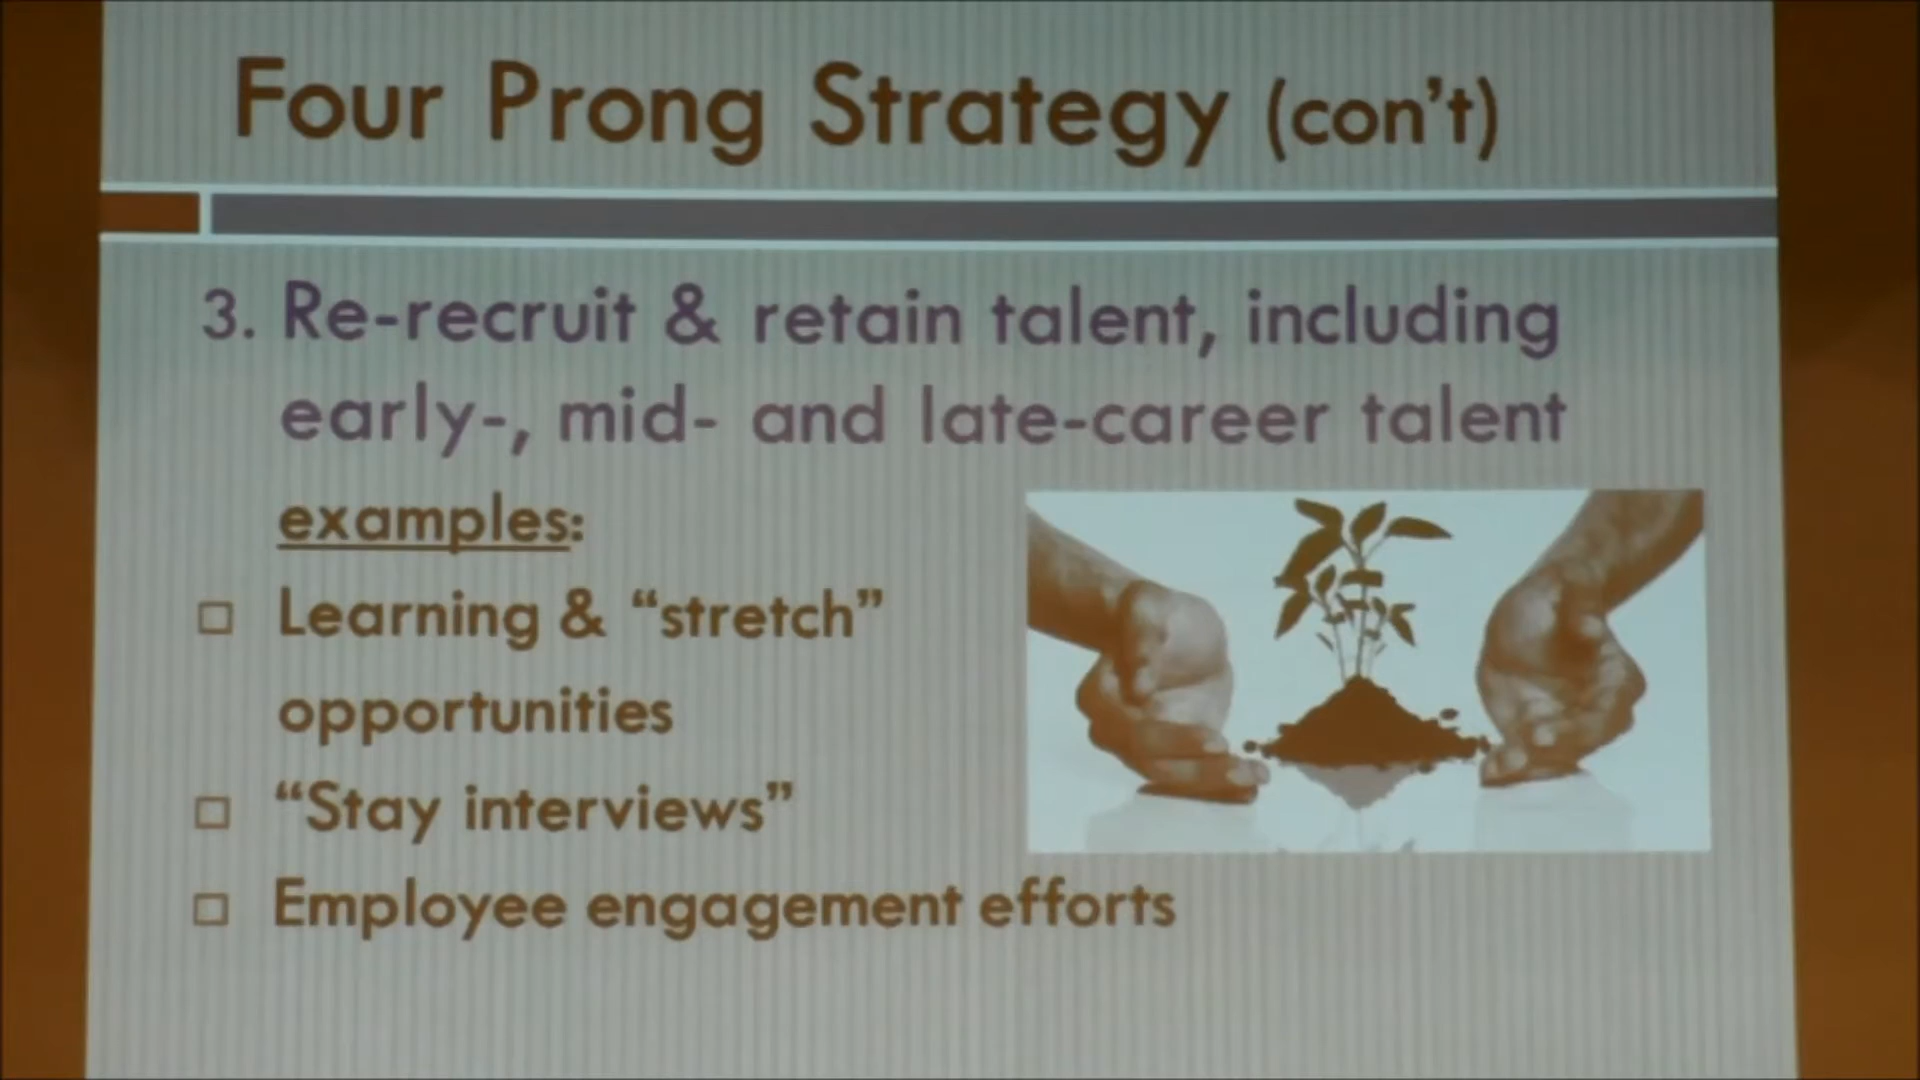 Four Prong Strategy (con't)
3. Re-recruit & retain talent, including
early-, mid- and late-career talent
examples:
Learning & “stretch”
opportunities
“Stay interviews”
Employee engagement efforts